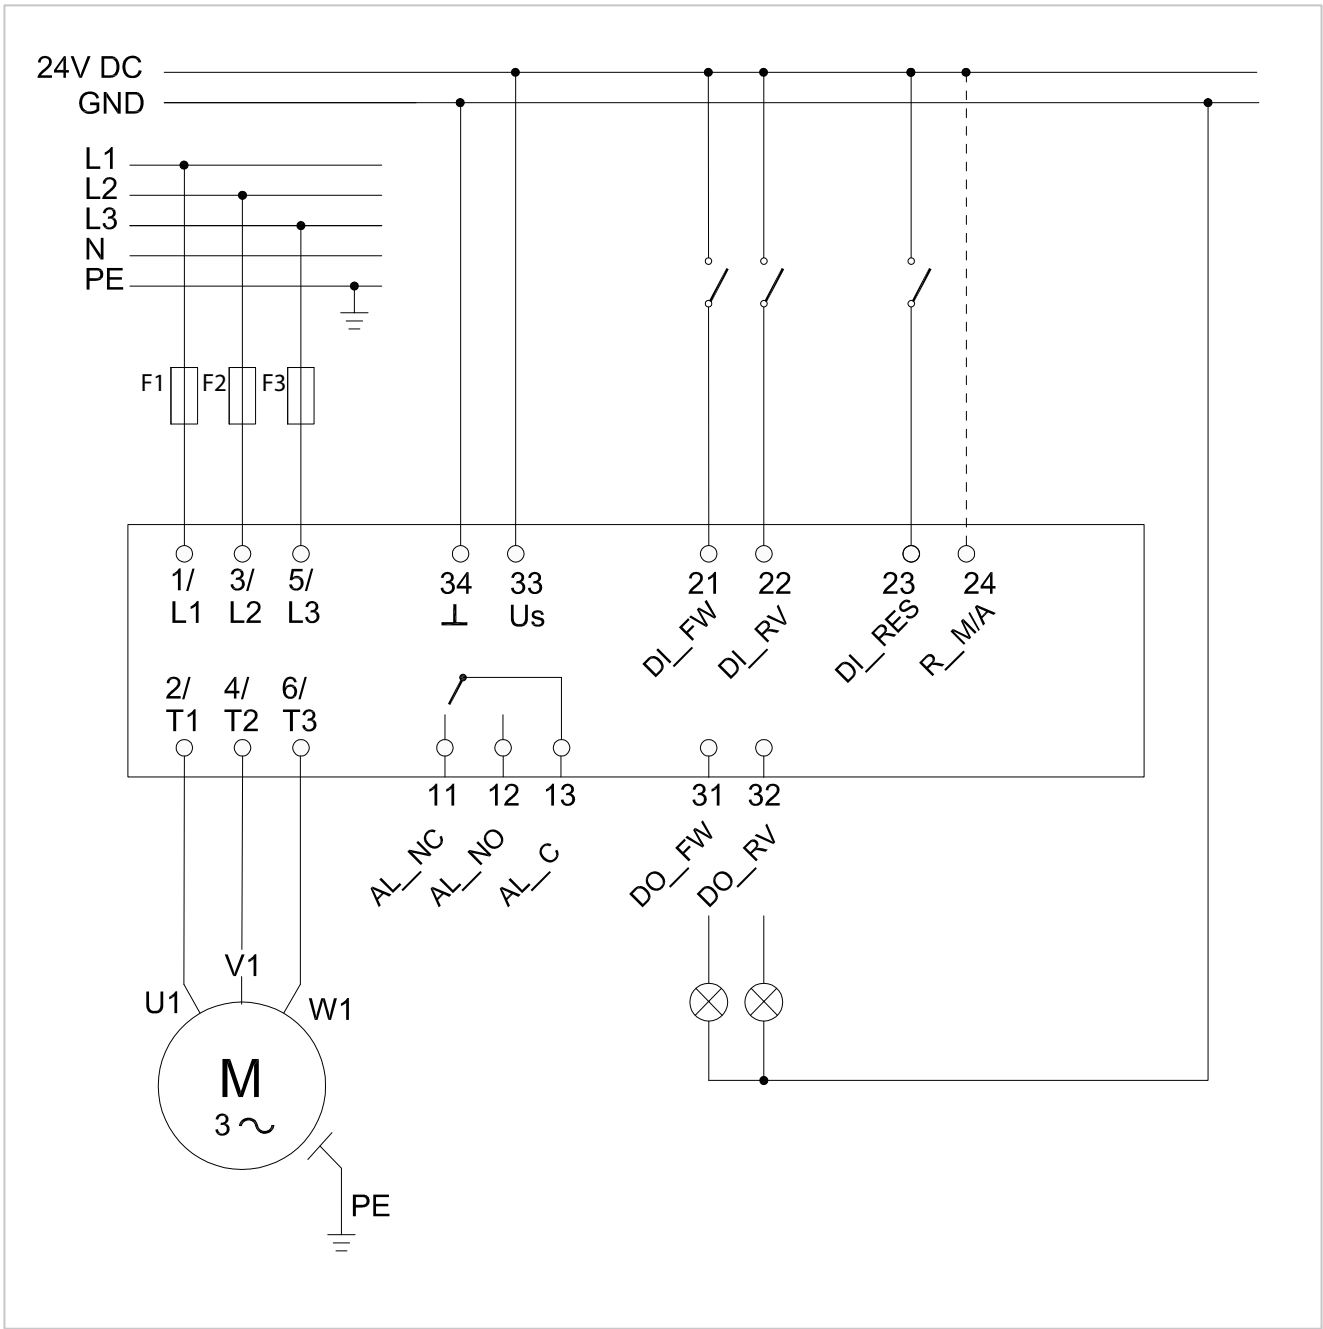 24V DC
GND
L1
L2
L3
N
PE
F1 F2 F3
1/ 3/ 5/
L1 L2 L3
34 33
⊥ Us
21 22 23 24
DI_FW
DI_RV
DI_RES
R_M/A
2/ 4/ 6/
T1 T2 T3
11 12 13
AL_NC
AL_NO
AL_C
31 32
DO_FW
DO_RV
V1
U1 W1
M
3 ~
PE